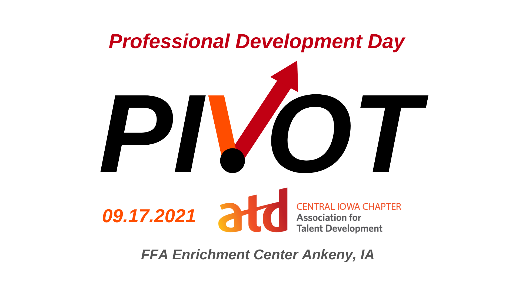 Professional Development Day
PIVOT
09.17.2021
atd
CENTRAL IOWA CHAPTER
Association for
Talent Development
FFA Enrichment Center Ankeny, IA